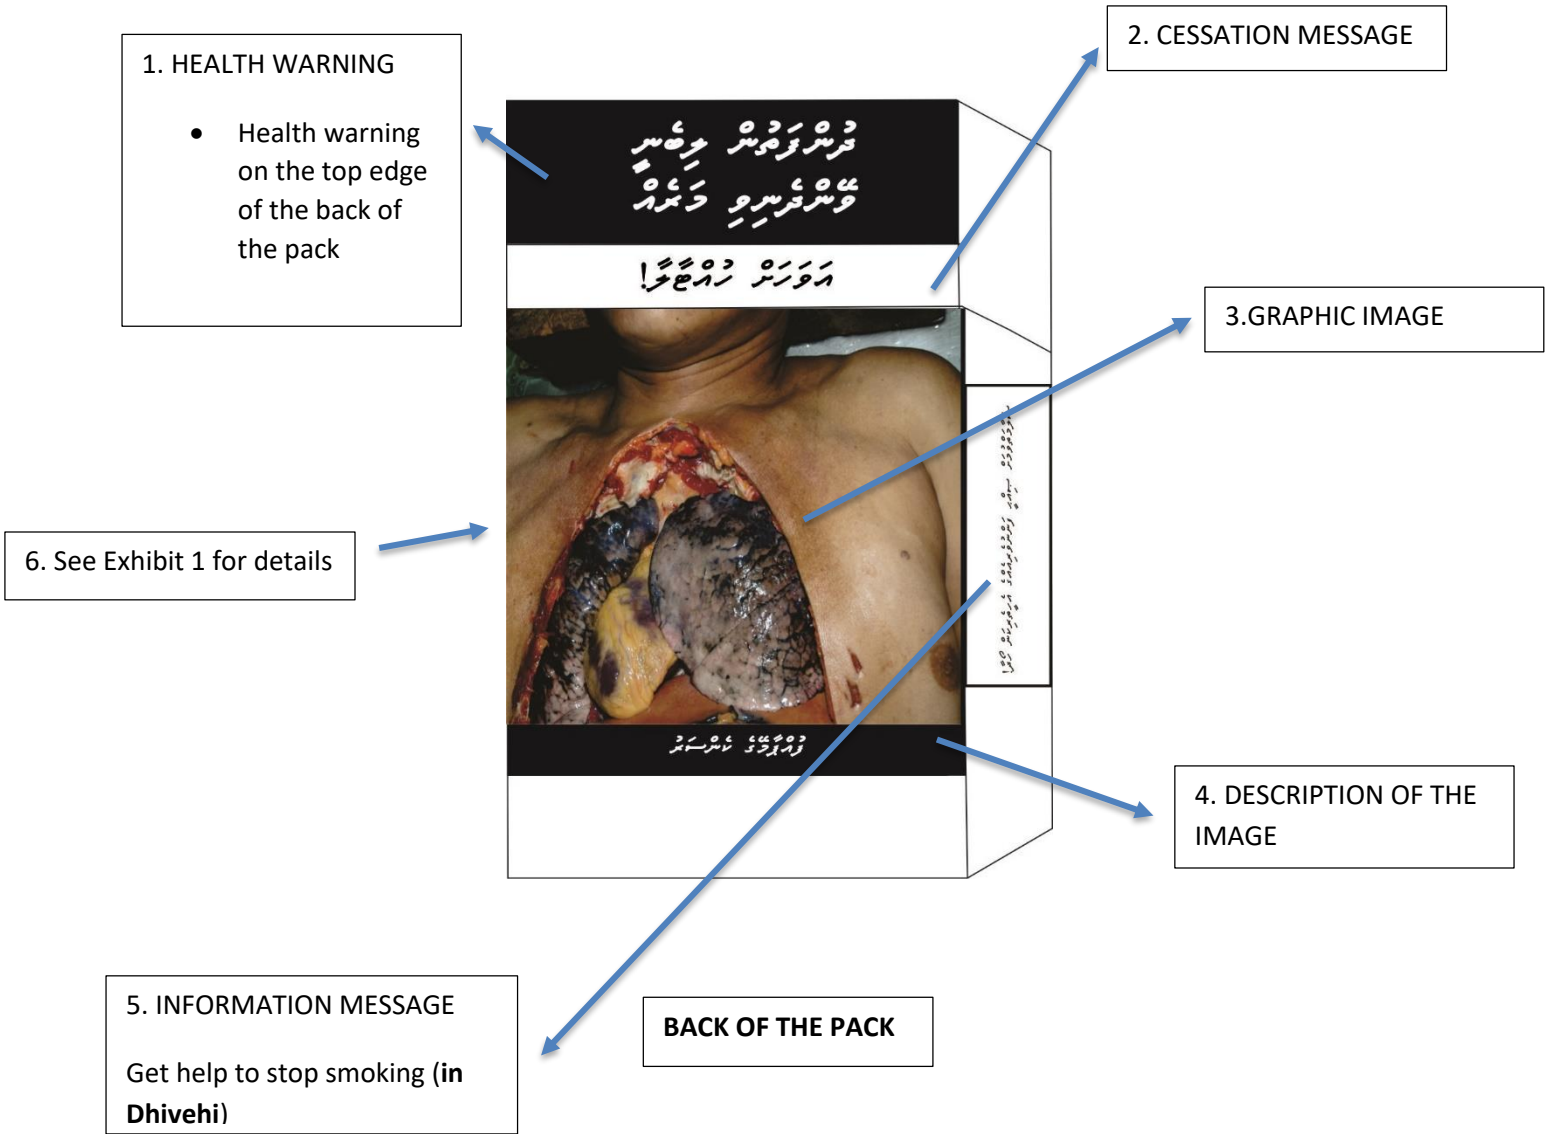 1. HEALTH WARNING
• Health warning
on the top edge
of the back of
the pack
2. CESSATION MESSAGE
ދުންފަތުން ލިބެނީ
ވޭންދެނިވި މަރެއް
އަވަހަށް ހުއްޓާލާ!
3.GRAPHIC IMAGE
6. See Exhibit 1 for details
ފުއްޕާމޭގެ ކެންސަރު
4. DESCRIPTION OF THE
IMAGE
5. INFORMATION MESSAGE
Get help to stop smoking (in
Dhivehi)
BACK OF THE PACK